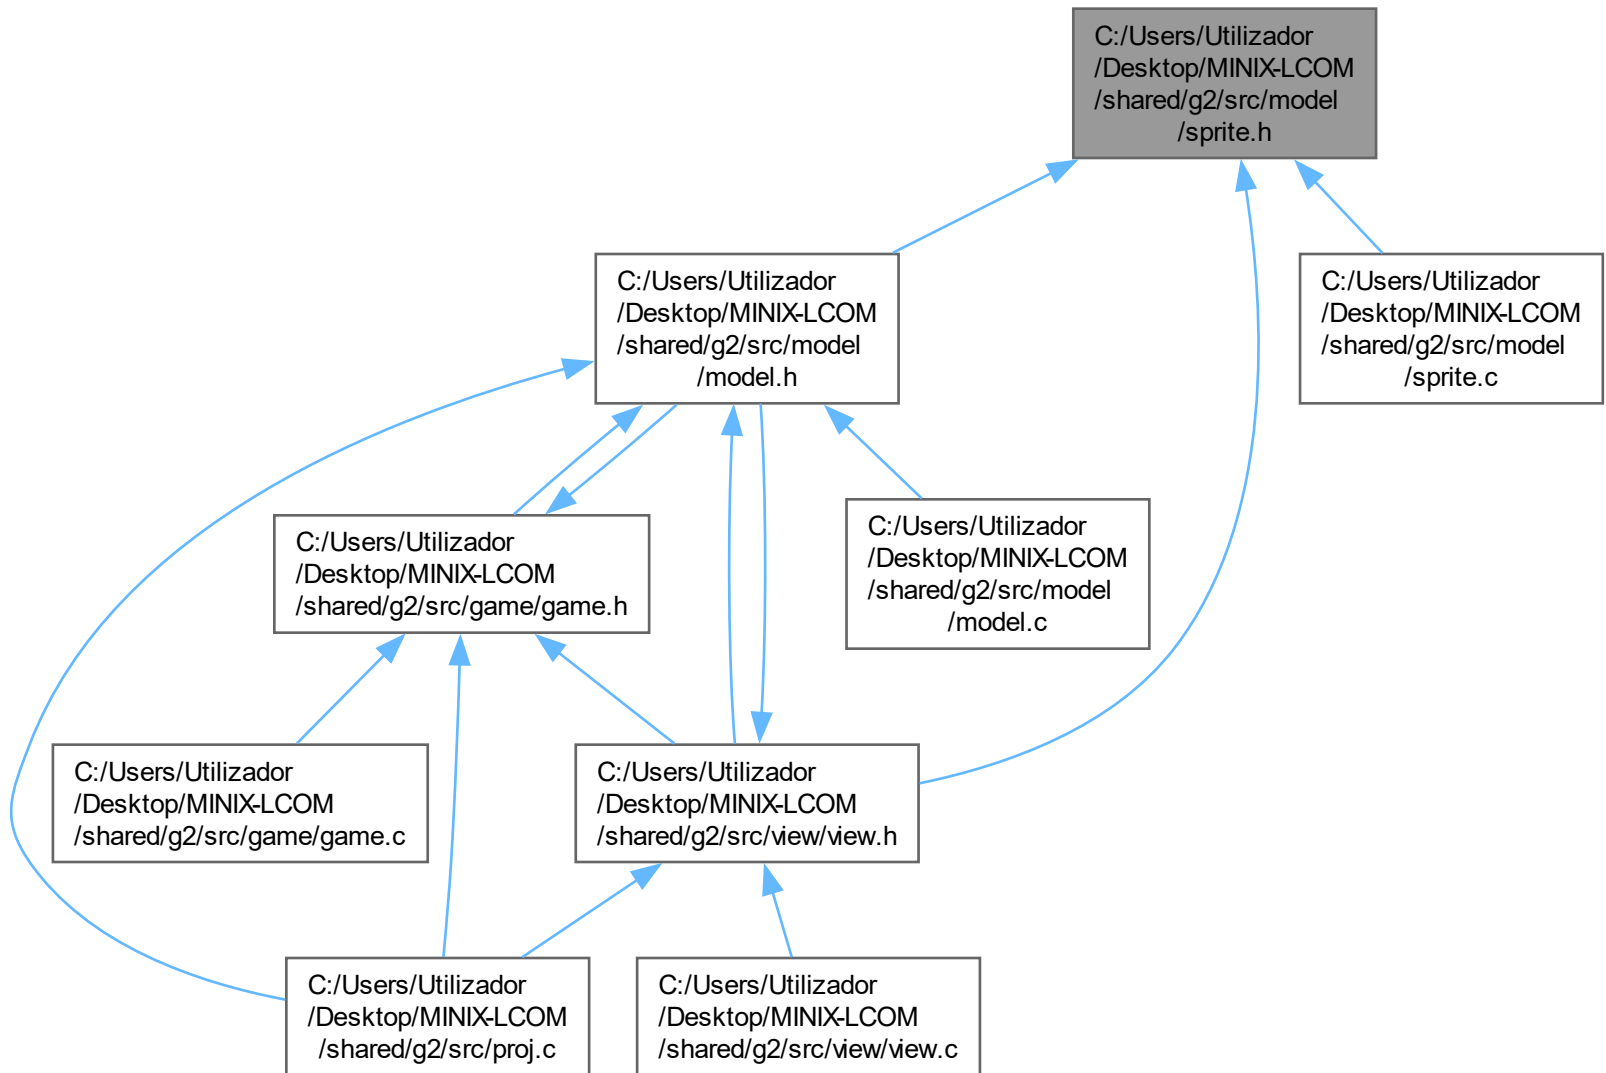 C:/Users/Utilizador
/Desktop/MINIX-LCOM
/shared/g2/src/model
/sprite.h
C:/Users/Utilizador
/Desktop/MINIX-LCOM
/shared/g2/src/model
/model.h
C:/Users/Utilizador
/Desktop/MINIX-LCOM
/shared/g2/src/model
/sprite.c
C:/Users/Utilizador
/Desktop/MINIX-LCOM
/shared/g2/src/game/game.h
C:/Users/Utilizador
/Desktop/MINIX-LCOM
/shared/g2/src/model
/model.c
C:/Users/Utilizador
/Desktop/MINIX-LCOM
/shared/g2/src/game/game.c
C:/Users/Utilizador
/Desktop/MINIX-LCOM
/shared/g2/src/view/view.h
C:/Users/Utilizador
/Desktop/MINIX-LCOM
/shared/g2/src/proj.c
C:/Users/Utilizador
/Desktop/MINIX-LCOM
/shared/g2/src/view/view.c